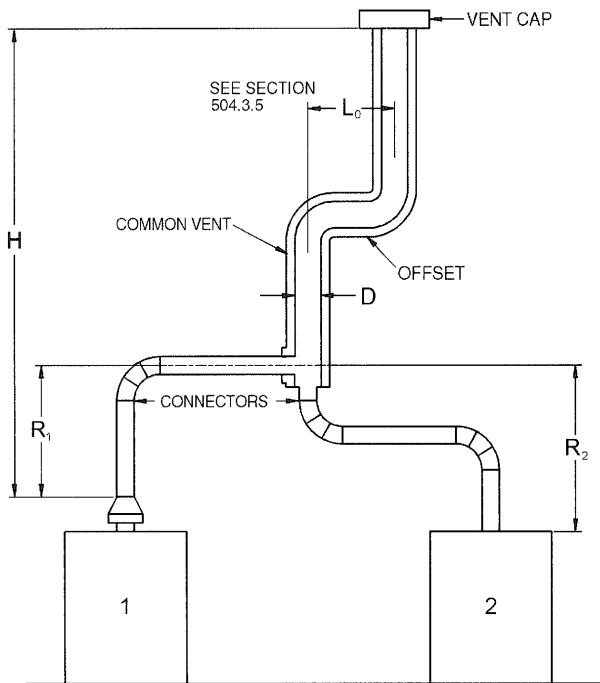 VENT CAP
SEE SECTION
504.3.5
L₀
COMMON VENT
H
OFFSET
D
CONNECTORS
R₁
R₂
1
2